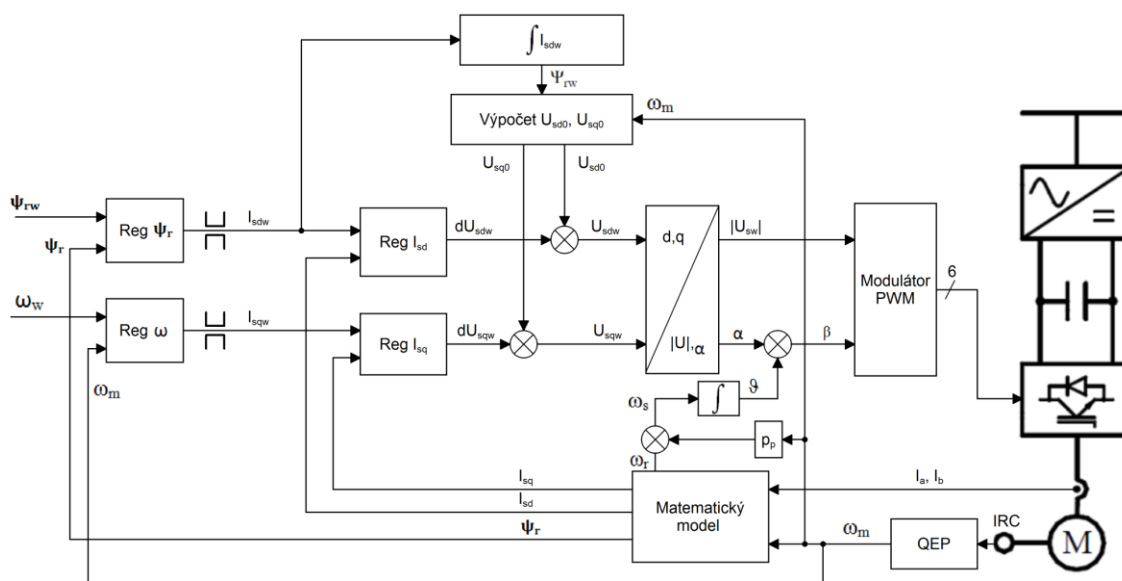 ∫ I_sdw
Ψ_rw
ω_m
Výpočet U_sd0, U_sq0
U_sq0
U_sd0
Ψ_rw
Reg Ψ_r
I_sdw
Ψ_r
Reg I_sd
dU_sdw
U_sdw
d,q
|U_sw|
Modulátor
PWM
6
ω_w
Reg ω
I_sqw
Reg I_sq
dU_sqw
U_sqw
|U|,α
α
β
ω_m
ω_s
∫
ϑ
p_p
ω_r
I_sq
I_sd
Ψ_r
Matematický
model
I_a, I_b
ω_m
QEP
IRC
M